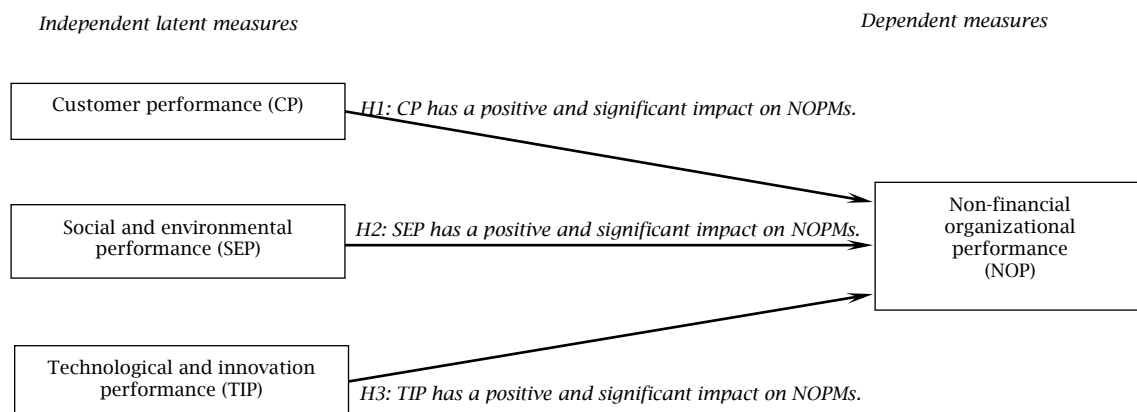 Independent latent measures
Dependent measures
Customer performance (CP)
H1: CP has a positive and significant impact on NOPMs.
Social and environmental
performance (SEP)
H2: SEP has a positive and significant impact on NOPMs.
Non-financial
organizational
performance
(NOP)
Technological and innovation
performance (TIP)
H3: TIP has a positive and significant impact on NOPMs.